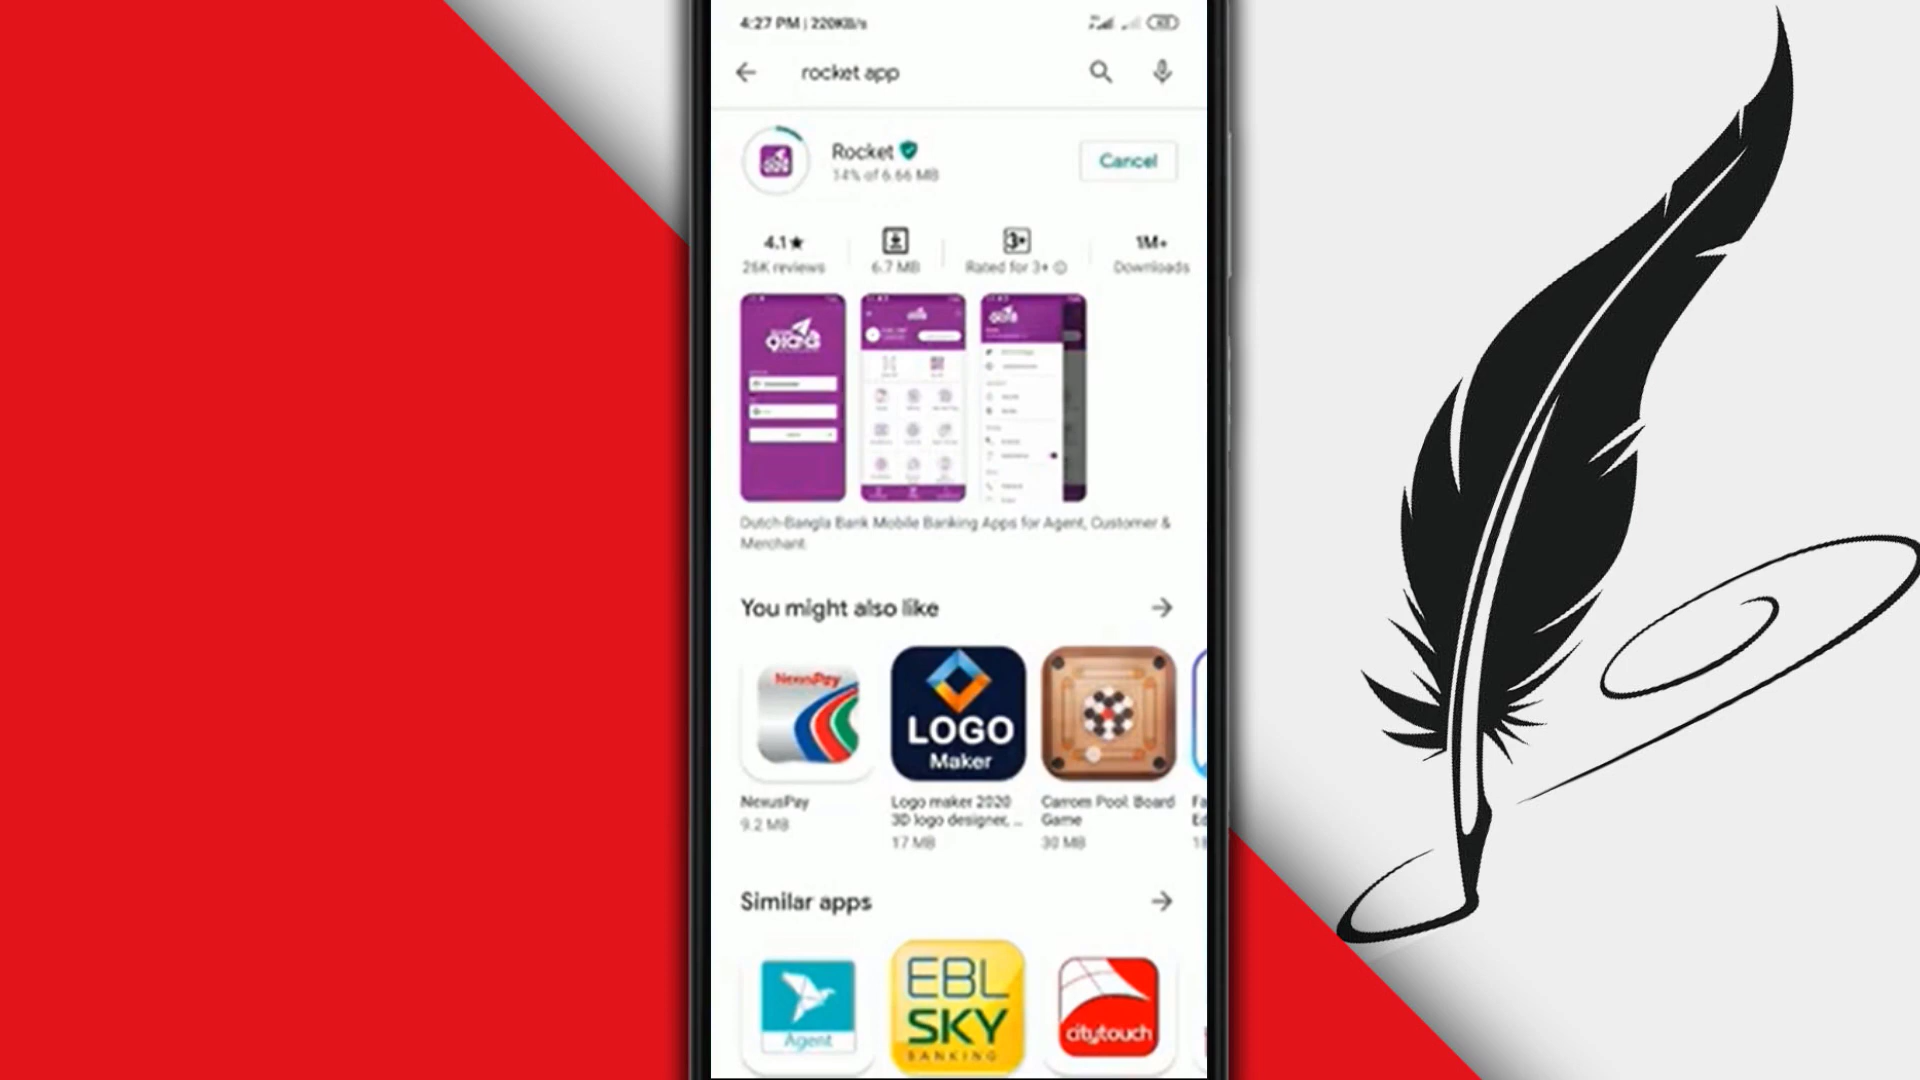 4:27 PM | 220KB/s
rocket app
Rocket
14% of 6.66 MB
Cancel
4.1★
26K reviews
6.7 MB
3+
Rated for 3+
1M+
Downloads
Dutch-Bangla Bank Mobile Banking Apps for Agent, Customer &
Merchant
You might also like
NexusPay
LOGO
Maker
NexusPay
9.2 MB
Logo maker 2020
3D logo designer, ...
17 MB
Carrom Pool: Board
Game
30 MB
Similar apps
Agent
EBL
SKY
BANKING
citytouch